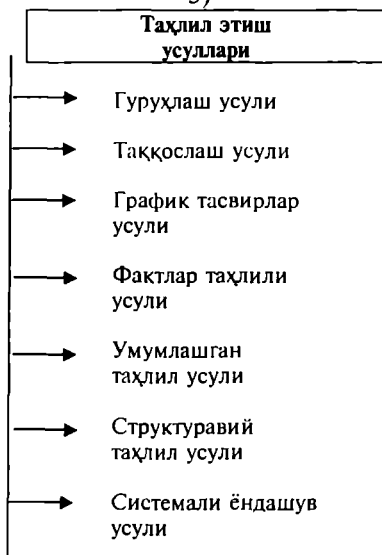 Таҳлил этиш
усуллари
Гуруҳлаш усули
Таққослаш усули
График тасвирлар
усули
Фактлар таҳлили
усули
Умумлашган
таҳлил усули
Структуравий
таҳлил усули
Системали ёндашув
усули